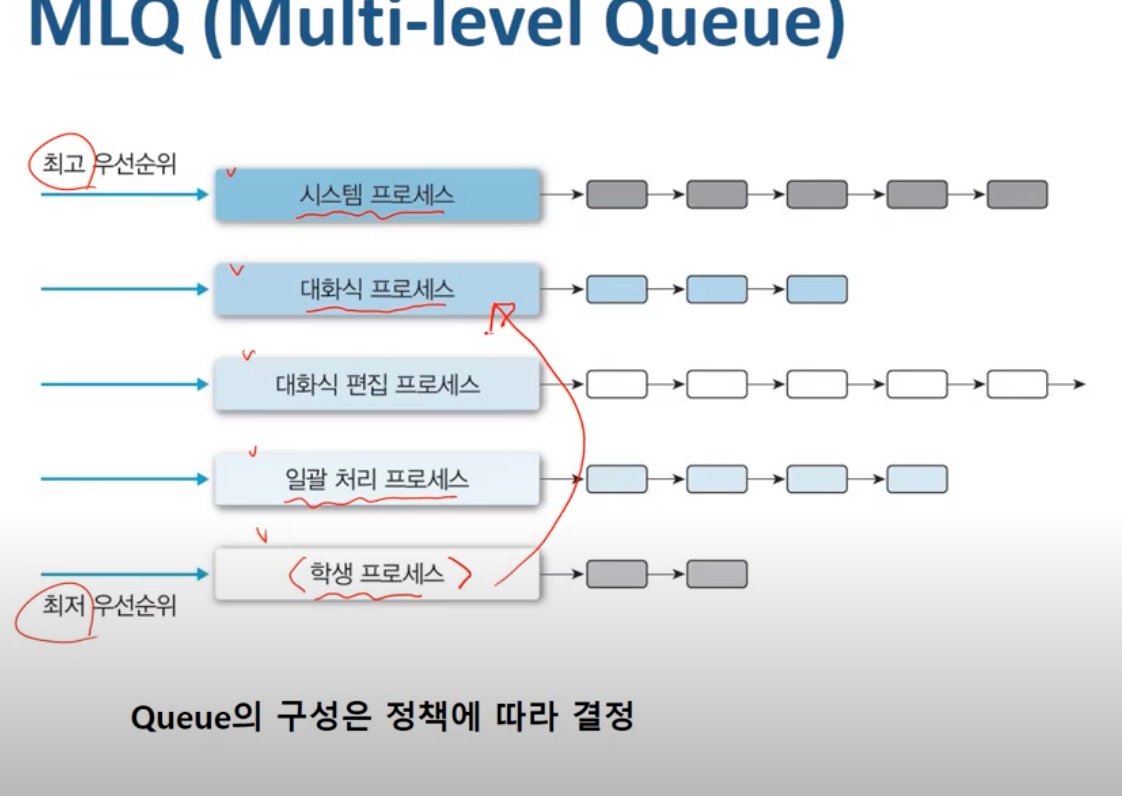 MLQ (Multi-level Queue)
최고 우선순위
시스템 프로세스
대화식 프로세스
대화식 편집 프로세스
일괄 처리 프로세스
학생 프로세스
최저 우선순위
Queue의 구성은 정책에 따라 결정